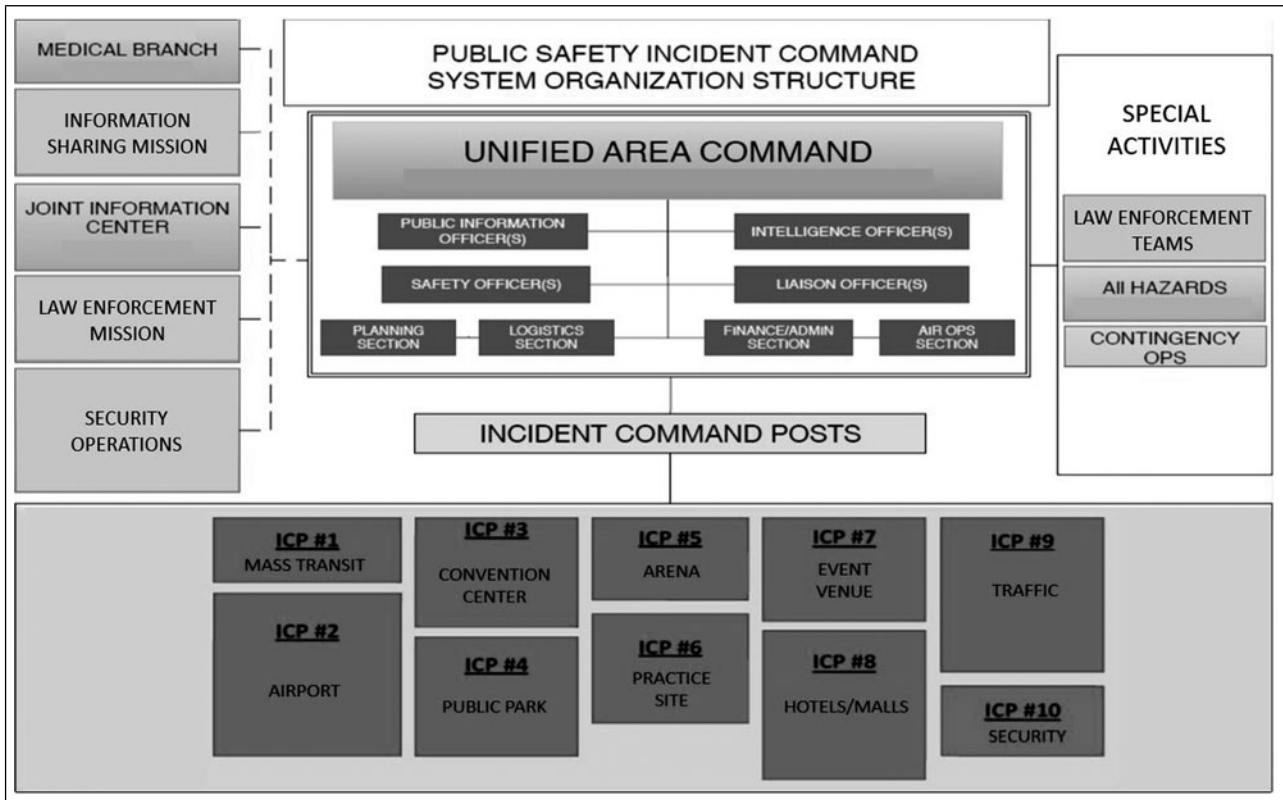 PUBLIC SAFETY INCIDENT COMMAND
SYSTEM ORGANIZATION STRUCTURE
MEDICAL BRANCH
INFORMATION
SHARING MISSION
JOINT INFORMATION
CENTER
LAW ENFORCEMENT
MISSION
SECURITY
OPERATIONS
UNIFIED AREA COMMAND
PUBLIC INFORMATION
OFFICER(S)
INTELLIGENCE OFFICER(S)
SAFETY OFFICER(S)
LIAISON OFFICER(S)
PLANNING
SECTION
LOGISTICS
SECTION
FINANCE/ADMIN
SECTION
AIR OPS
SECTION
SPECIAL
ACTIVITIES
LAW ENFORCEMENT
TEAMS
All HAZARDS
CONTINGENCY
OPS
INCIDENT COMMAND POSTS
ICP #1
MASS TRANSIT
ICP #2
AIRPORT
ICP #3
CONVENTION
CENTER
ICP #4
PUBLIC PARK
ICP #5
ARENA
ICP #6
PRACTICE
SITE
ICP #7
EVENT
VENUE
ICP #8
HOTELS/MALLS
ICP #9
TRAFFIC
ICP #10
SECURITY